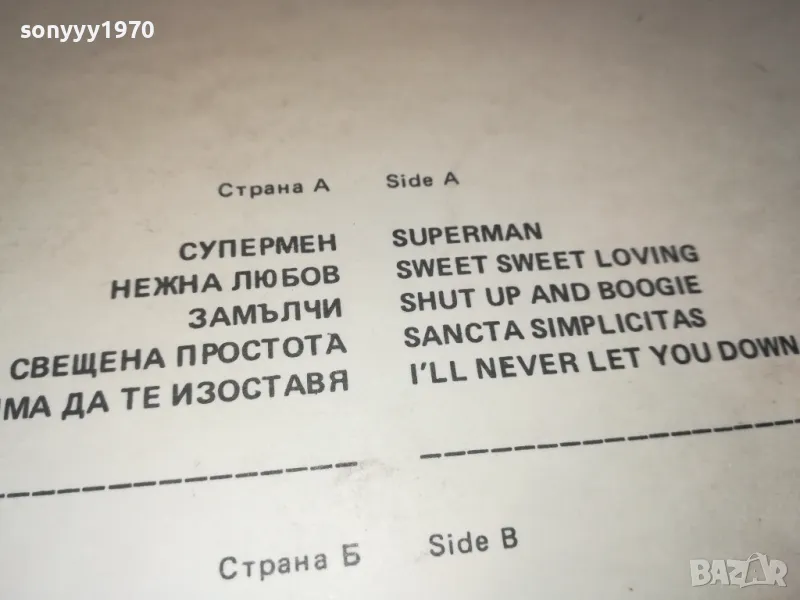 sonyyy1970
Страна А Side A
СУПЕРМЕН SUPERMAN
НЕЖНА ЛЮБОВ SWEET SWEET LOVING
ЗАМЪЛЧИ SHUT UP AND BOOGIE
СВЕЩЕНА ПРОСТОТА SANCTA SIMPLICITAS
ДА ТЕ ИЗОСТАВЯ I'LL NEVER LET YOU DOWN
Страна Б Side B
BAZAR